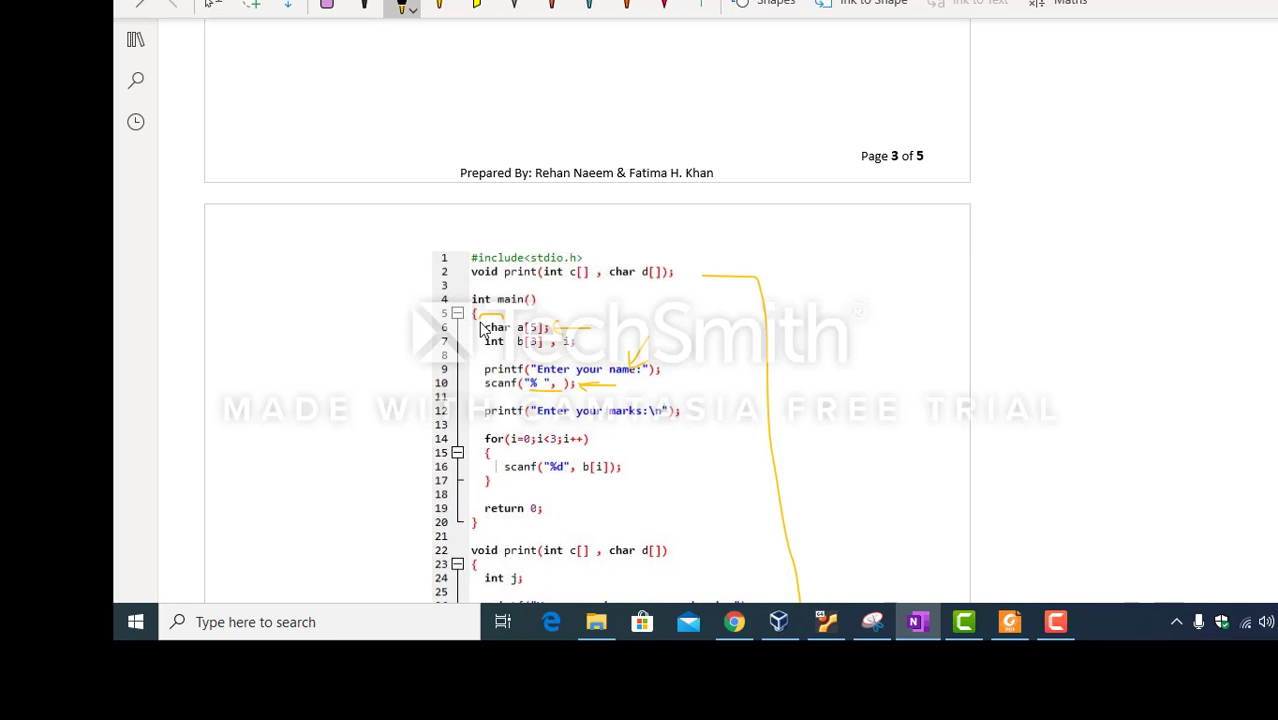 Shapes
Ink to Shape
Ink to Text
Maths
Page 3 of 5
Prepared By: Rehan Naeem & Fatima H. Khan
1 #include<stdio.h>
2 void print(int c[] , char d[]);
3
4 int main()
5 {
6 char a[5];
7 int b[3] , i;
8
9 printf("Enter your name:");
10 scanf("% ", );
11
12 printf("Enter your marks:\n");
13
14 for(i=0;i<3;i++)
15 {
16 scanf("%d", b[i]);
17 }
18
19 return 0;
20 }
21
22 void print(int c[] , char d[])
23 {
24 int j;
25
TechSmith®
MADE WITH CAMTASIA FREE TRIAL
Type here to search